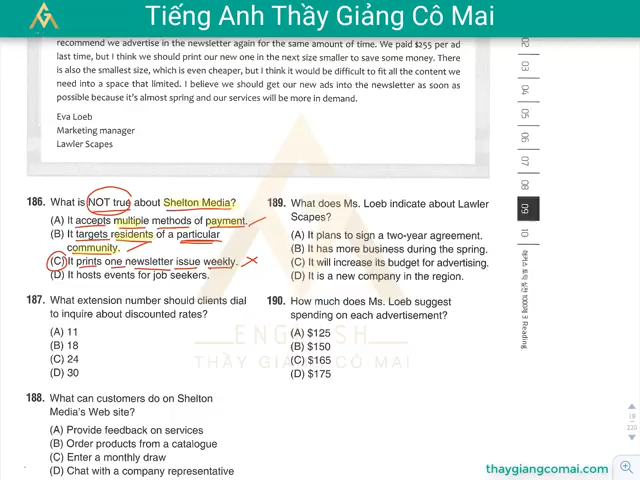 Tiếng Anh Thầy Giảng Cô Mai
recommend we advertise in the newsletter again for the same amount of time. We paid $255 per ad
last time, but I think we should print our new one in the next size smaller to save some money. There
is also the smallest size, which is even cheaper, but I think it would be difficult to fit all the content we
need into a space that limited. I believe we should get our new ads into the newsletter as soon as
possible because it's almost spring and our services will be more in demand.
Eva Loeb
Marketing manager
Lawler Scapes
186. What is NOT true about Shelton Media?
(A) It accepts multiple methods of payment.
(B) It targets residents of a particular
community.
(C) It prints one newsletter issue weekly.
(D) It hosts events for job seekers.
187. What extension number should clients dial
to inquire about discounted rates?
(A) 11
(B) 18
(C) 24
(D) 30
188. What can customers do on Shelton
Media's Web site?
(A) Provide feedback on services
(B) Order products from a catalogue
(C) Enter a monthly draw
(D) Chat with a company representative
189. What does Ms. Loeb indicate about Lawler
Scapes?
(A) It plans to sign a two-year agreement.
(B) It has more business during the spring.
(C) It will increase its budget for advertising.
(D) It is a new company in the region.
190. How much does Ms. Loeb suggest
spending on each advertisement?
(A) $125
(B) $150
(C) $165
(D) $175
ENGLISH
THẦY GIẢNG CÔ MAI
02
03
04
05
06
07
08
09
10
1000제 3 Reading
220
thaygiangcomai.com